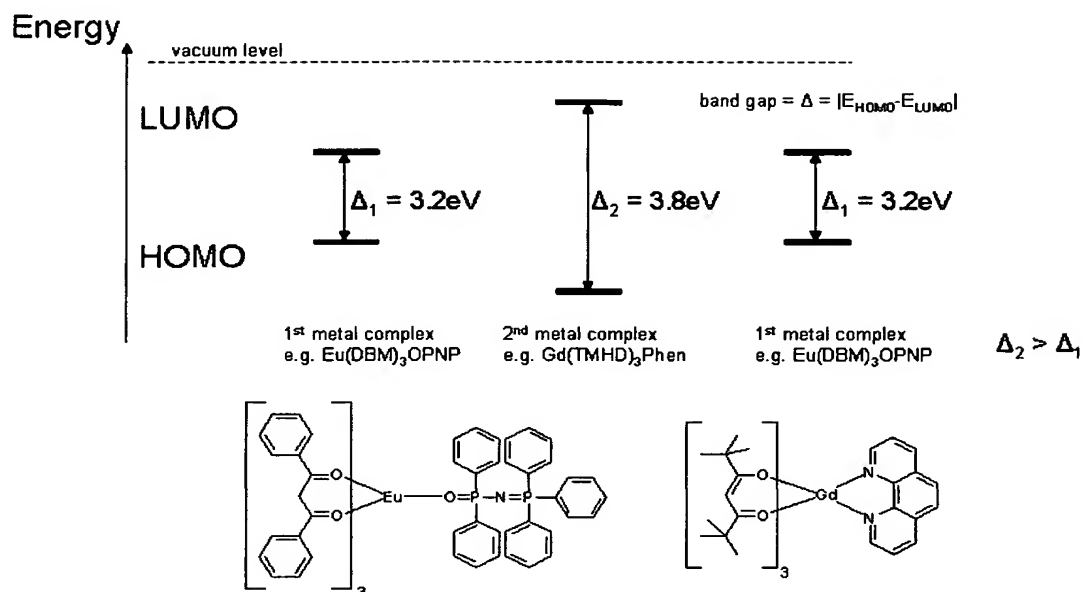 Energy
vacuum level
LUMO
band gap = Δ = |E_HOMO-E_LUMO|
Δ₁ = 3.2eV
Δ₂ = 3.8eV
Δ₁ = 3.2eV
HOMO
1st metal complex
e.g. Eu(DBM)₃OPNP
2nd metal complex
e.g. Gd(TMHD)₃Phen
1st metal complex
e.g. Eu(DBM)₃OPNP
Δ₂ > Δ₁
O
O
Eu
O=P-N=P
3
O
O
Gd
N
N
3